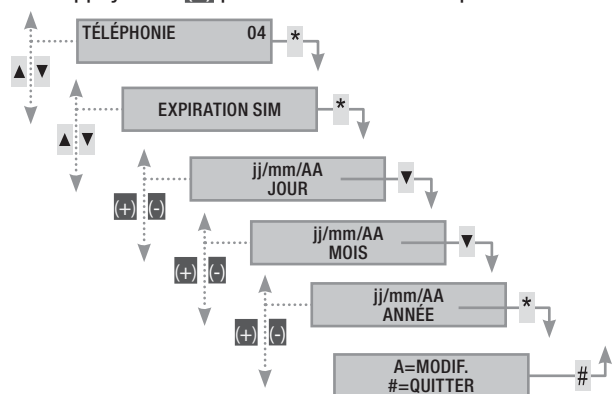 TÉLÉPHONIE 04 *
▲ ▼
EXPIRATION SIM *
▲ ▼
jj/mm/AA
JOUR
▼
(+) (-)
jj/mm/AA
MOIS
▼
(+) (-)
jj/mm/AA
ANNÉE
*
(+) (-)
A=MODIF.
#=QUITTER
#